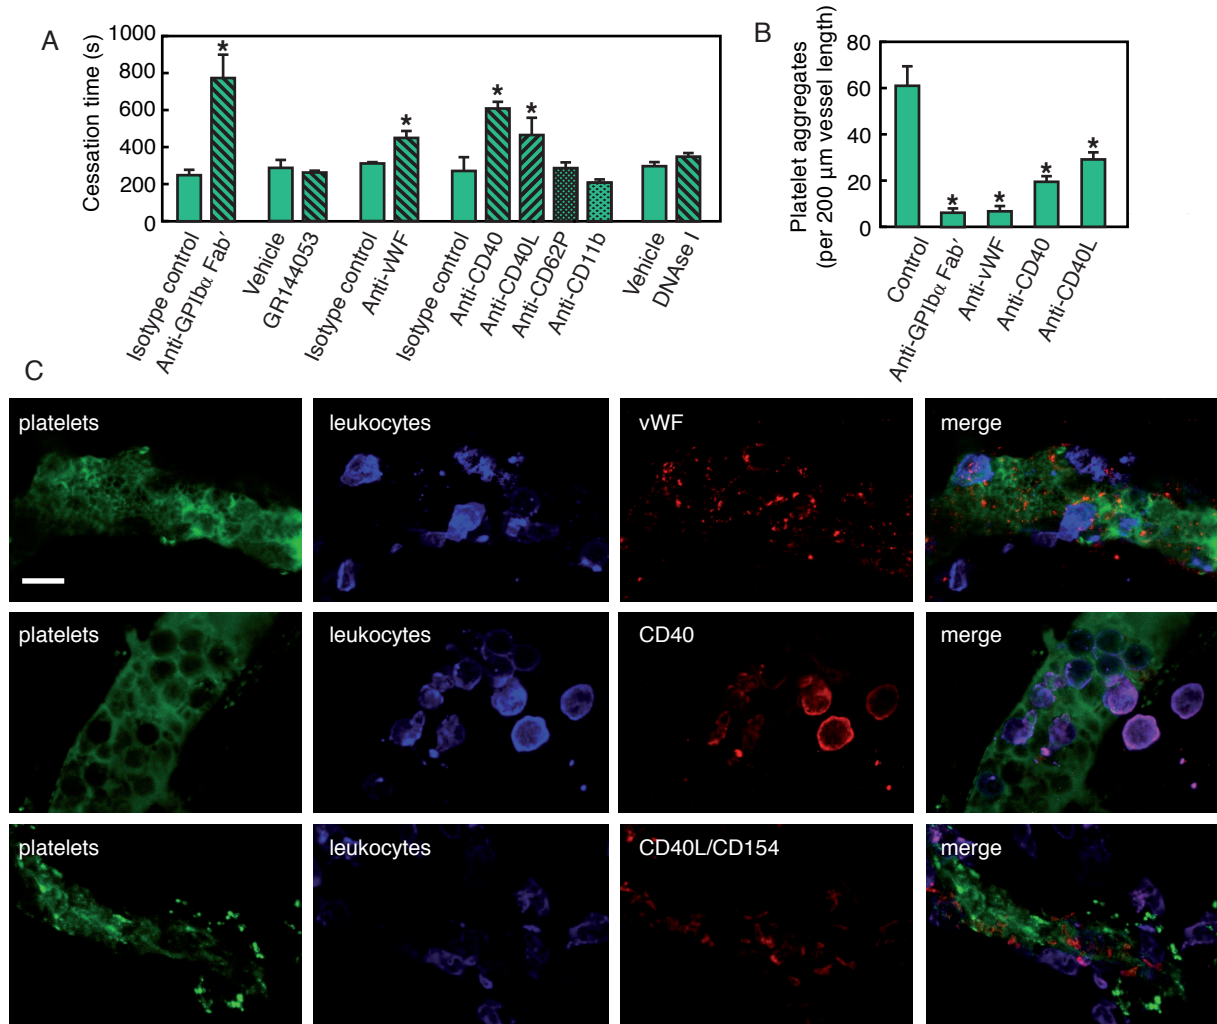 A
Cessation time (s)
1000
800
600
400
200
0
*
*
*
*
Isotype control
Anti-GPIbα Fab′
Vehicle
GR144053
Isotype control
Anti-vWF
Isotype control
Anti-CD40
Anti-CD40L
Anti-CD62P
Anti-CD11b
Vehicle
DNAse I
B
Platelet aggregates
(per 200 μm vessel length)
80
60
40
20
0
*
*
*
*
Control
Anti-GPIbα Fab′
Anti-vWF
Anti-CD40
Anti-CD40L
C
platelets
leukocytes
vWF
merge
platelets
leukocytes
CD40
merge
platelets
leukocytes
CD40L/CD154
merge